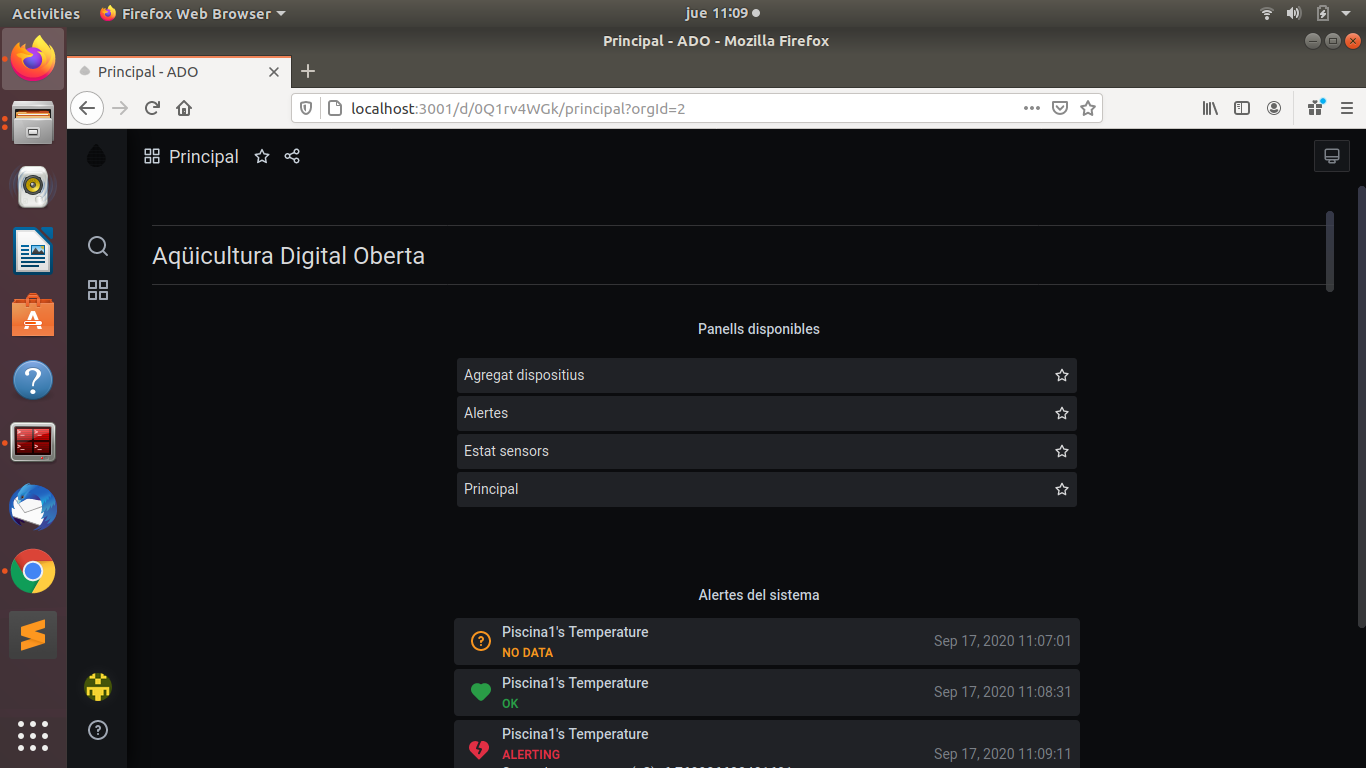 Activities Firefox Web Browser jue 11:09
Principal - ADO - Mozilla Firefox
Principal - ADO
localhost:3001/d/0Q1rv4WGk/principal?orgId=2
Principal
Aqüicultura Digital Oberta
Panells disponibles
Agregat dispositius
Alertes
Estat sensors
Principal
Alertes del sistema
Piscina1's Temperature
NO DATA
Sep 17, 2020 11:07:01
Piscina1's Temperature
OK
Sep 17, 2020 11:08:31
Piscina1's Temperature
ALERTING
Sep 17, 2020 11:09:11